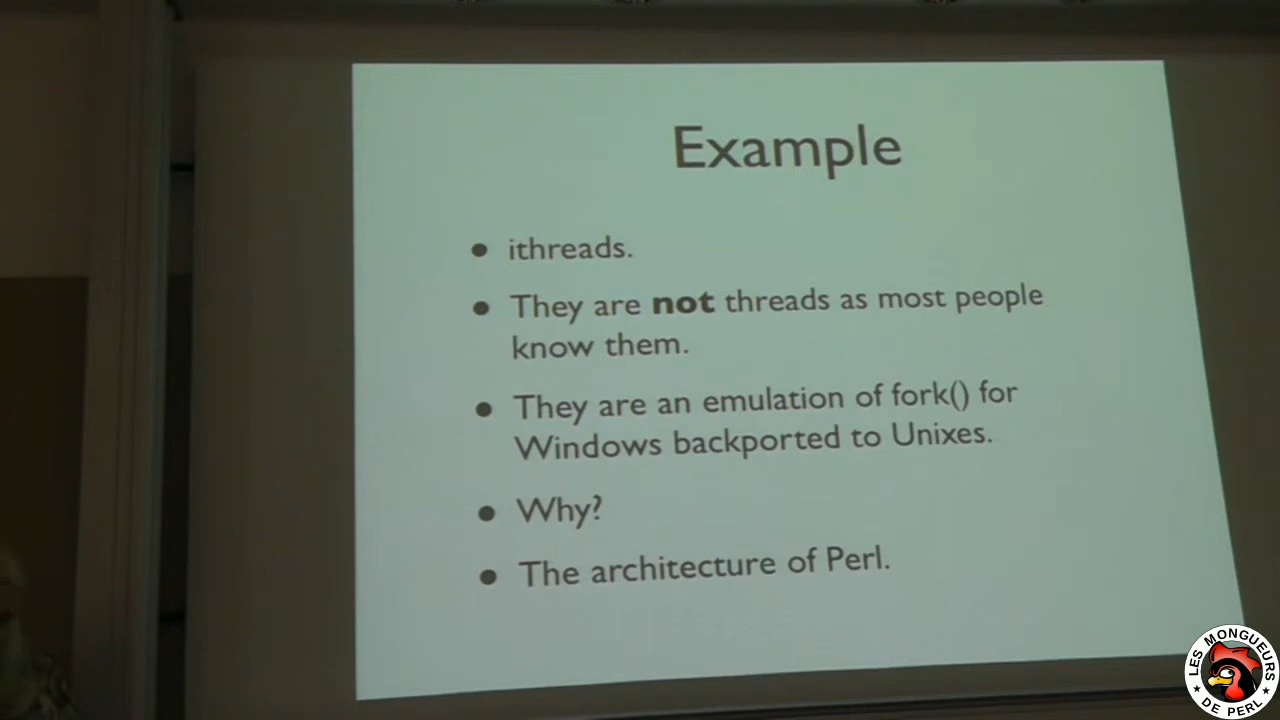 Example
• ithreads.
• They are not threads as most people
know them.
• They are an emulation of fork() for
Windows backported to Unixes.
• Why?
• The architecture of Perl.
LES MONGUEURS
★ DE PERL ★